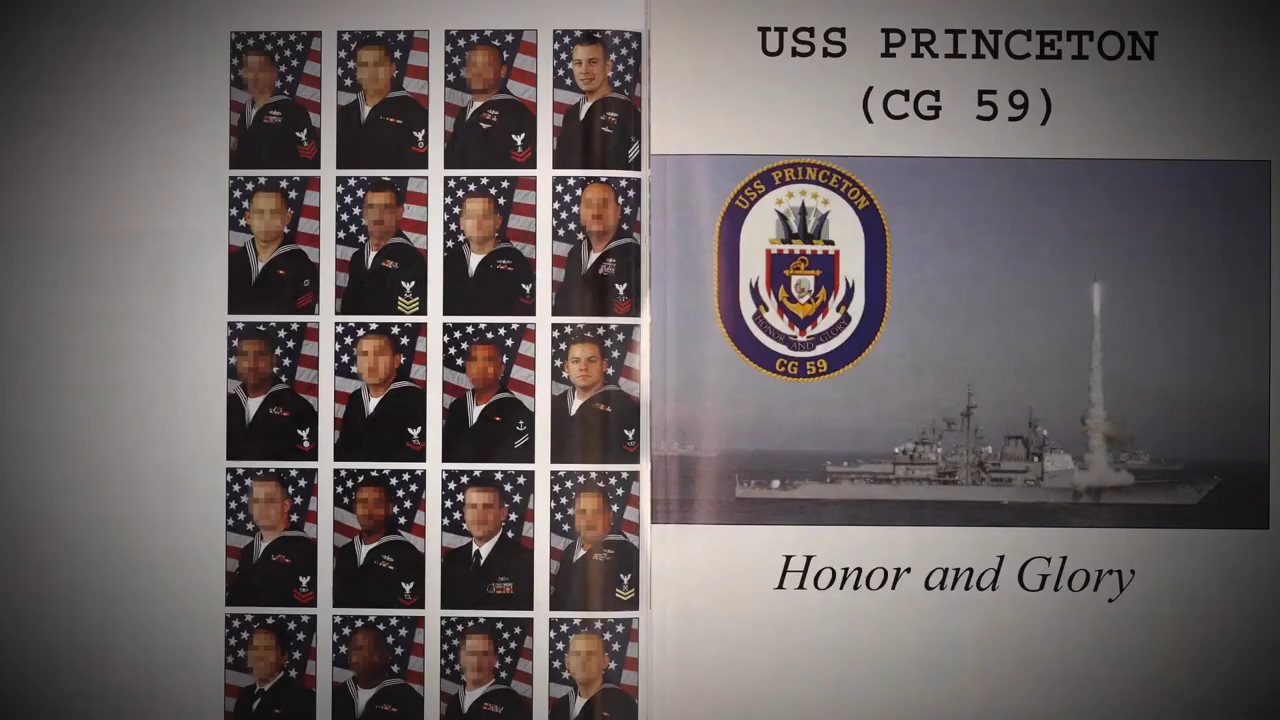 USS PRINCETON
(CG 59)
USS PRINCETON
HONOR AND GLORY
CG 59
Honor and Glory